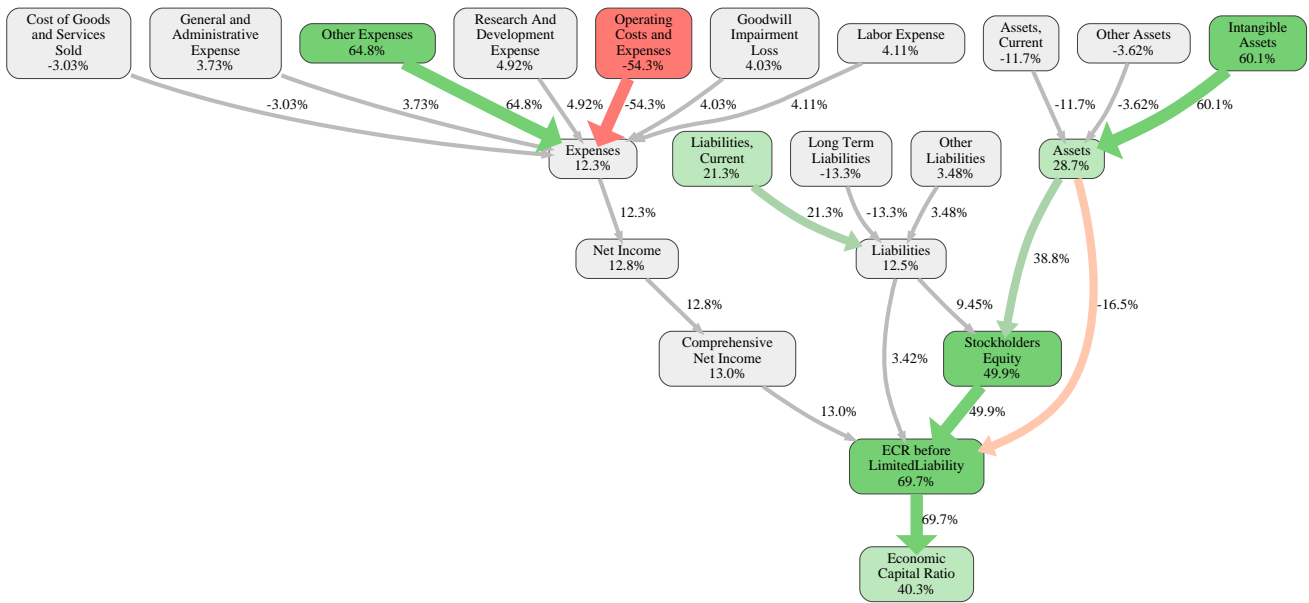 Cost of Goods
and Services
Sold
-3.03%
General and
Administrative
Expense
3.73%
Other Expenses
64.8%
Research And
Development
Expense
4.92%
Operating
Costs and
Expenses
-54.3%
Goodwill
Impairment
Loss
4.03%
Labor Expense
4.11%
Assets,
Current
-11.7%
Other Assets
-3.62%
Intangible
Assets
60.1%
-3.03%
3.73%
64.8%
4.92%
-54.3%
4.03%
4.11%
-11.7%
-3.62%
60.1%
Expenses
12.3%
Liabilities,
Current
21.3%
Long Term
Liabilities
-13.3%
Other
Liabilities
3.48%
Assets
28.7%
12.3%
21.3%
-13.3%
3.48%
Net Income
12.8%
Liabilities
12.5%
38.8%
12.8%
9.45%
-16.5%
Comprehensive
Net Income
13.0%
3.42%
Stockholders
Equity
49.9%
13.0%
49.9%
ECR before
LimitedLiability
69.7%
69.7%
Economic
Capital Ratio
40.3%